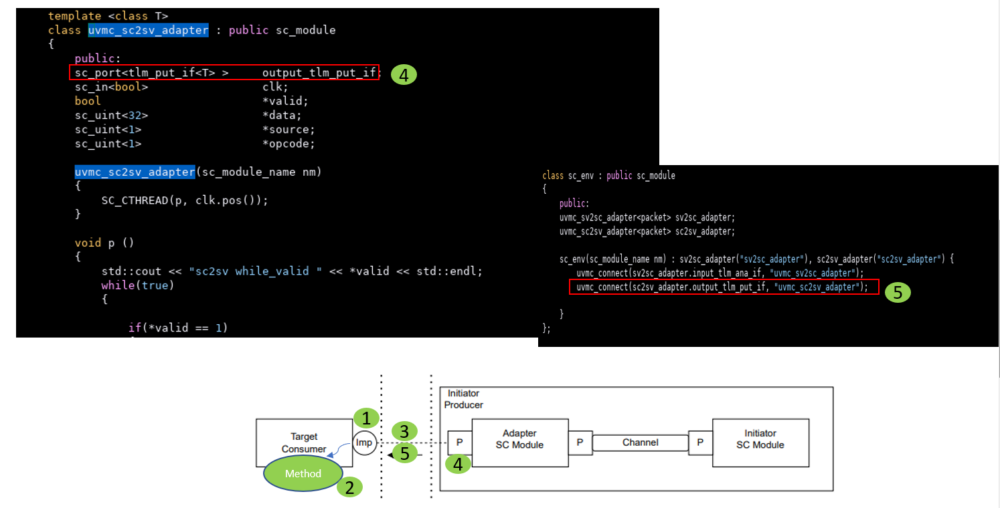 template <class T>
class uvmc_sc2sv_adapter : public sc_module
{
public:
sc_port<tlm_put_if<T> > output_tlm_put_if;
4
sc_in<bool> clk;
bool *valid;
sc_uint<32> *data;
sc_uint<1> *source;
sc_uint<1> *opcode;
uvmc_sc2sv_adapter(sc_module_name nm)
{
SC_CTHREAD(p, clk.pos());
}
void p ()
{
std::cout << "sc2sv while_valid " << *valid << std::endl;
while(true)
{
if(*valid == 1)
class sc_env : public sc_module
{
public:
uvmc_sv2sc_adapter<packet> sv2sc_adapter;
uvmc_sc2sv_adapter<packet> sc2sv_adapter;
sc_env(sc_module_name nm) : sv2sc_adapter("sv2sc_adapter"), sc2sv_adapter("sc2sv_adapter") {
uvmc_connect(sv2sc_adapter.input_tlm_ana_if, "uvmc_sv2sc_adapter");
uvmc_connect(sc2sv_adapter.output_tlm_put_if, "uvmc_sc2sv_adapter");
5
}
};
Target
Consumer
Method
2
1
Imp
3
5
Initiator
Producer
P
4
Adapter
SC Module
P
Channel
P
Initiator
SC Module